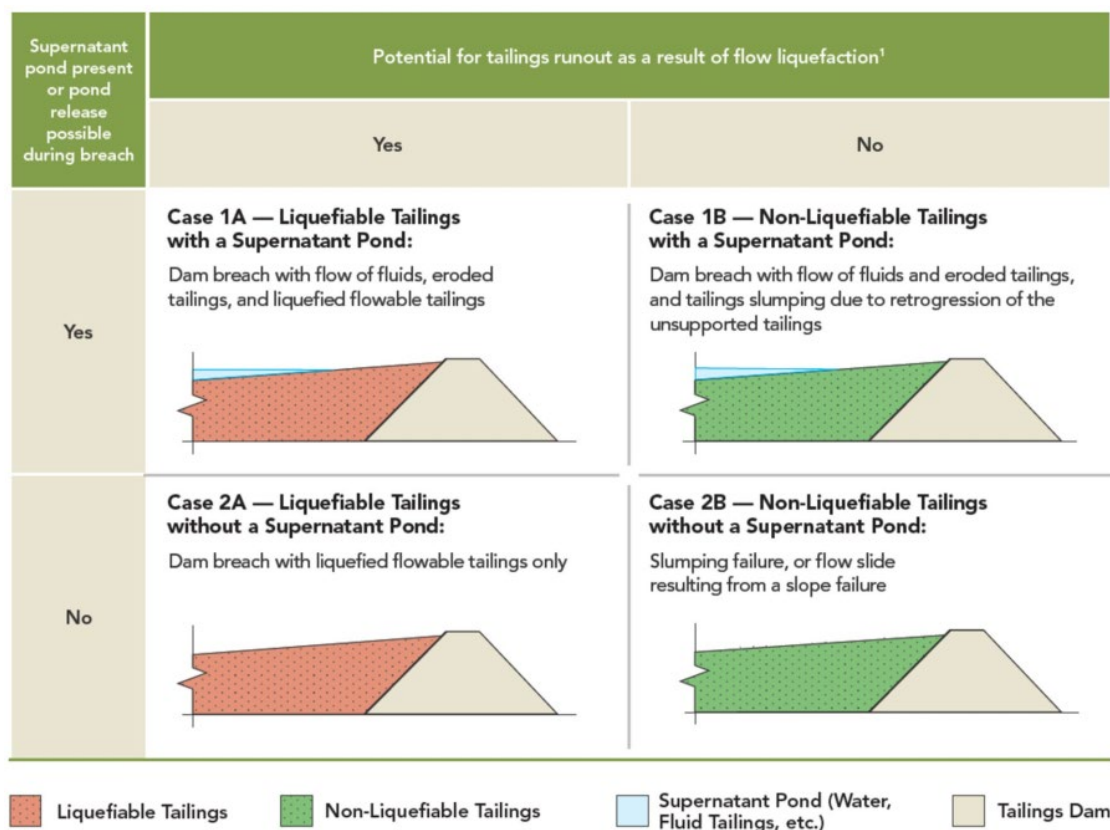 Supernatant
pond present
or pond
release
possible
during breach
Potential for tailings runout as a result of flow liquefaction¹
Yes
No
Yes
Case 1A — Liquefiable Tailings
with a Supernatant Pond:
Dam breach with flow of fluids, eroded
tailings, and liquefied flowable tailings
Case 1B — Non-Liquefiable Tailings
with a Supernatant Pond:
Dam breach with flow of fluids and eroded tailings,
and tailings slumping due to retrogression of the
unsupported tailings
No
Case 2A — Liquefiable Tailings
without a Supernatant Pond:
Dam breach with liquefied flowable tailings only
Case 2B — Non-Liquefiable Tailings
without a Supernatant Pond:
Slumping failure, or flow slide
resulting from a slope failure
Liquefiable Tailings
Non-Liquefiable Tailings
Supernatant Pond (Water,
Fluid Tailings, etc.)
Tailings Dam